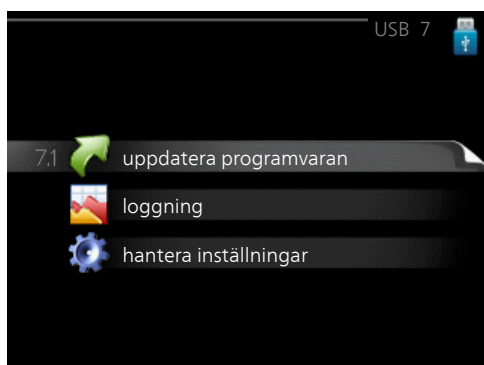 USB 7
7.1 uppdatera programvaran
loggning
hantera inställningar